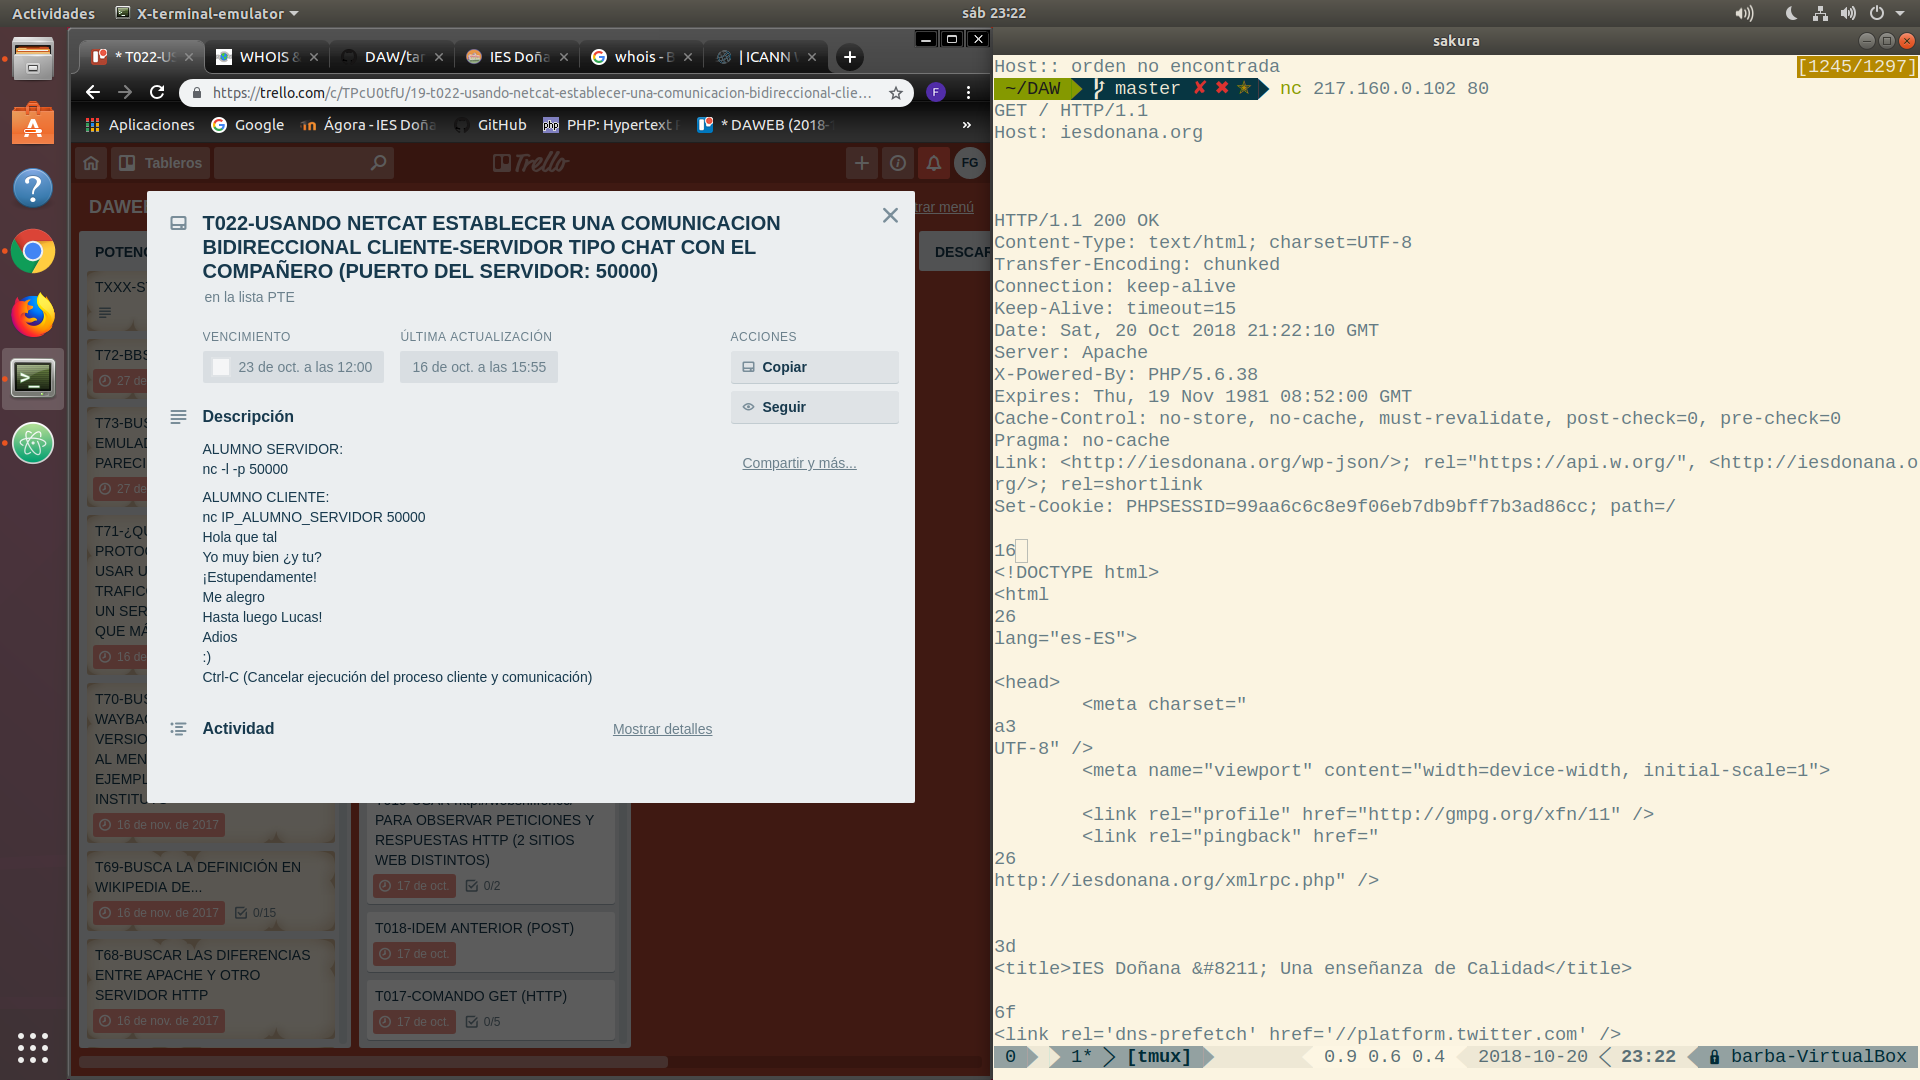 Actividades
X-terminal-emulator
sáb 23:22
* T022-US
WHOIS &
DAW/tar
IES Doña
whois - B
| ICANN W
https://trello.com/c/TPcU0tfU/19-t022-usando-netcat-establecer-una-comunicacion-bidireccional-clie...
F
Aplicaciones
Google
Ágora - IES Doña
GitHub
PHP: Hypertext
* DAWEB (2018-
»
Tableros
Trello
FG
DAWE
trar menú
POTENC
DESCAR
TXXX-S
T72-BBS
27 de
T73-BUS
EMULAD
PARECI
27 de
T71-¿QU
PROTOC
USAR U
TRAFIC
UN SER
QUE MÁ
16 de
T70-BUS
WAYBAC
VERSIO
AL MEN
EJEMPL
INSTITUTO
16 de nov. de 2017
T69-BUSCA LA DEFINICIÓN EN
WIKIPEDIA DE...
16 de nov. de 2017
0/15
T68-BUSCAR LAS DIFERENCIAS
ENTRE APACHE Y OTRO
SERVIDOR HTTP
16 de nov. de 2017
T022-USANDO NETCAT ESTABLECER UNA COMUNICACION
BIDIRECCIONAL CLIENTE-SERVIDOR TIPO CHAT CON EL
COMPAÑERO (PUERTO DEL SERVIDOR: 50000)
en la lista PTE
VENCIMIENTO
ÚLTIMA ACTUALIZACIÓN
23 de oct. a las 12:00
16 de oct. a las 15:55
ACCIONES
Copiar
Seguir
Compartir y más...
Descripción
ALUMNO SERVIDOR:
nc -l -p 50000
ALUMNO CLIENTE:
nc IP_ALUMNO_SERVIDOR 50000
Hola que tal
Yo muy bien ¿y tu?
¡Estupendamente!
Me alegro
Hasta luego Lucas!
Adios
:)
Ctrl-C (Cancelar ejecución del proceso cliente y comunicación)
Actividad
Mostrar detalles
PARA OBSERVAR PETICIONES Y
RESPUESTAS HTTP (2 SITIOS
WEB DISTINTOS)
17 de oct.
0/2
T018-IDEM ANTERIOR (POST)
17 de oct.
T017-COMANDO GET (HTTP)
17 de oct.
0/5
sakura
Host:: orden no encontrada
[1245/1297]
~/DAW master ✘ ✖ ★ nc 217.160.0.102 80
GET / HTTP/1.1
Host: iesdonana.org
HTTP/1.1 200 OK
Content-Type: text/html; charset=UTF-8
Transfer-Encoding: chunked
Connection: keep-alive
Keep-Alive: timeout=15
Date: Sat, 20 Oct 2018 21:22:10 GMT
Server: Apache
X-Powered-By: PHP/5.6.38
Expires: Thu, 19 Nov 1981 08:52:00 GMT
Cache-Control: no-store, no-cache, must-revalidate, post-check=0, pre-check=0
Pragma: no-cache
Link: <http://iesdonana.org/wp-json/>; rel="https://api.w.org/", <http://iesdonana.o
rg/>; rel=shortlink
Set-Cookie: PHPSESSID=99aa6c6c8e9f06eb7db9bff7b3ad86cc; path=/
16
<!DOCTYPE html>
<html
26
lang="es-ES">
<head>
<meta charset="
a3
UTF-8" />
<meta name="viewport" content="width=device-width, initial-scale=1">
<link rel="profile" href="http://gmpg.org/xfn/11" />
<link rel="pingback" href="
26
http://iesdonana.org/xmlrpc.php" />
3d
<title>IES Doñana &#8211; Una enseñanza de Calidad</title>
6f
<link rel='dns-prefetch' href='//platform.twitter.com' />
0 1* [tmux]
0.9 0.6 0.4 2018-10-20 23:22 barba-VirtualBox